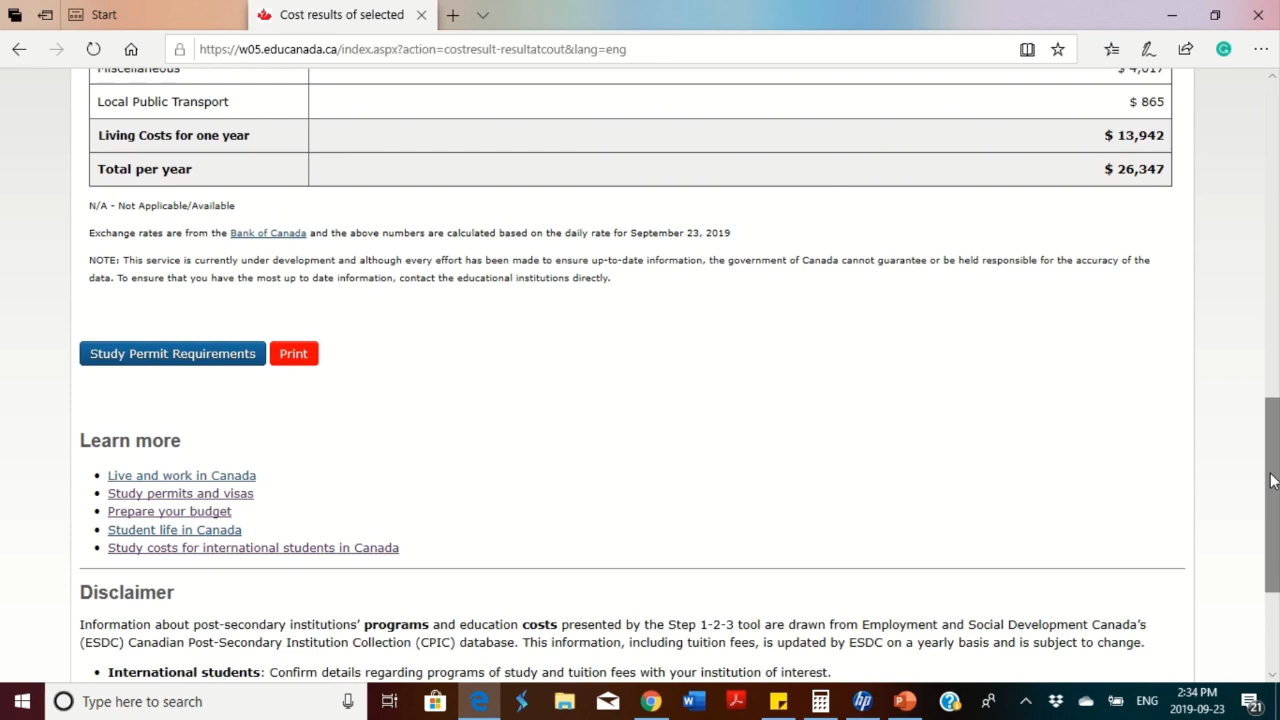 Start
Cost results of selected
https://w05.educanada.ca/index.aspx?action=costresult-resultatcout&lang=eng
Miscellaneous $ 4,017
Local Public Transport $ 865
Living Costs for one year $ 13,942
Total per year $ 26,347
N/A - Not Applicable/Available
Exchange rates are from the Bank of Canada and the above numbers are calculated based on the daily rate for September 23, 2019
NOTE: This service is currently under development and although every effort has been made to ensure up-to-date information, the government of Canada cannot guarantee or be held responsible for the accuracy of the
data. To ensure that you have the most up to date information, contact the educational institutions directly.
Study Permit Requirements Print
Learn more
• Live and work in Canada
• Study permits and visas
• Prepare your budget
• Student life in Canada
• Study costs for international students in Canada
Disclaimer
Information about post-secondary institutions’ programs and education costs presented by the Step 1-2-3 tool are drawn from Employment and Social Development Canada’s
(ESDC) Canadian Post-Secondary Institution Collection (CPIC) database. This information, including tuition fees, is updated by ESDC on a yearly basis and is subject to change.
• International students: Confirm details regarding programs of study and tuition fees with your institution of interest.
Type here to search
ENG
2:34 PM
2019-09-23
21